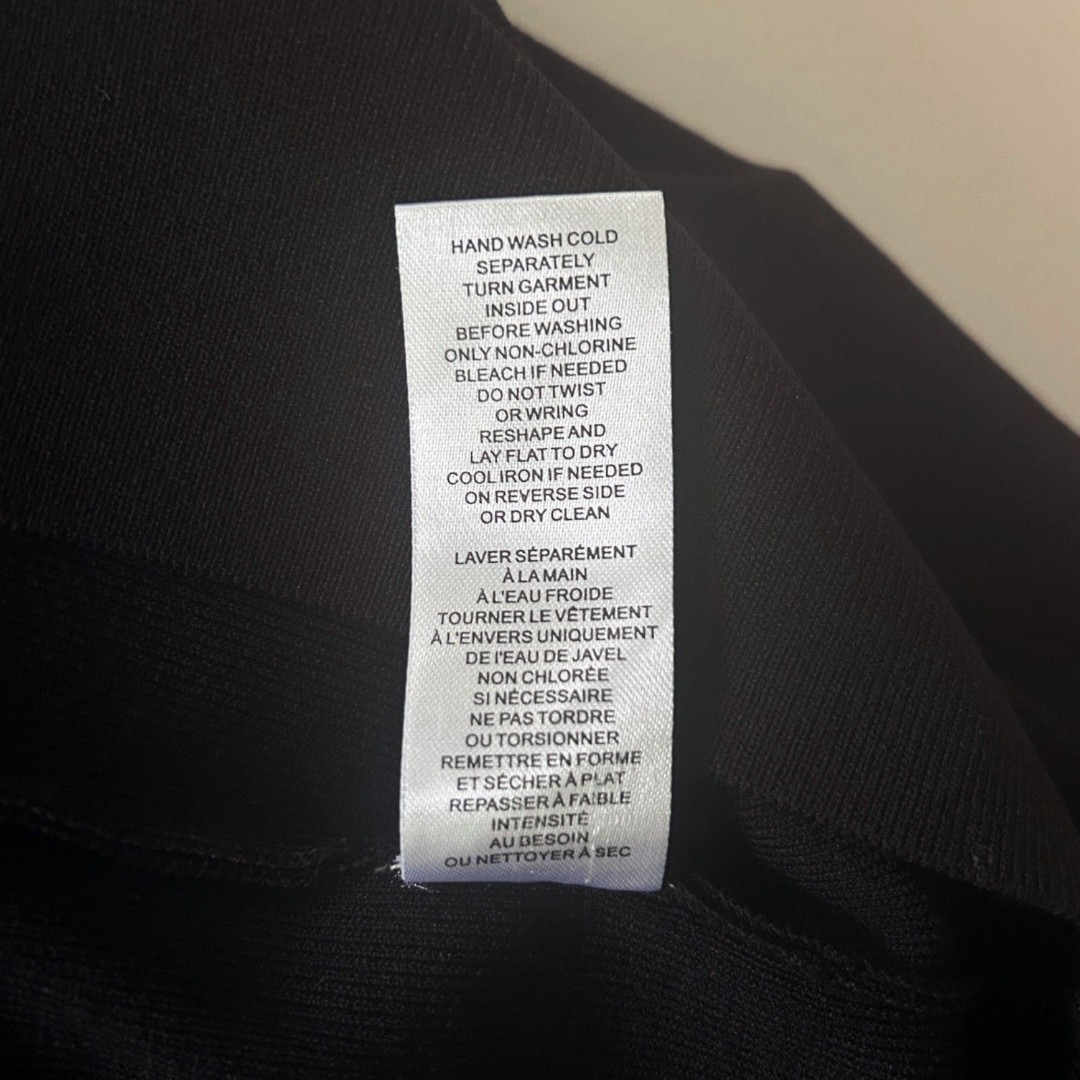 HAND WASH COLD
SEPARATELY
TURN GARMENT
INSIDE OUT
BEFORE WASHING
ONLY NON-CHLORINE
BLEACH IF NEEDED
DO NOT TWIST
OR WRING
RESHAPE AND
LAY FLAT TO DRY
COOL IRON IF NEEDED
ON REVERSE SIDE
OR DRY CLEAN
LAVER SÉPARÉMENT
À LA MAIN
À L'EAU FROIDE
TOURNER LE VÊTEMENT
À L'ENVERS UNIQUEMENT
DE l'EAU DE JAVEL
NON CHLORÉE
SI NÉCESSAIRE
NE PAS TORDRE
OU TORSIONNER
REMETTRE EN FORME
ET SÉCHER À PLAT
REPASSER À FAIBLE
INTENSITÉ
AU BESOIN
OU NETTOYER À SEC